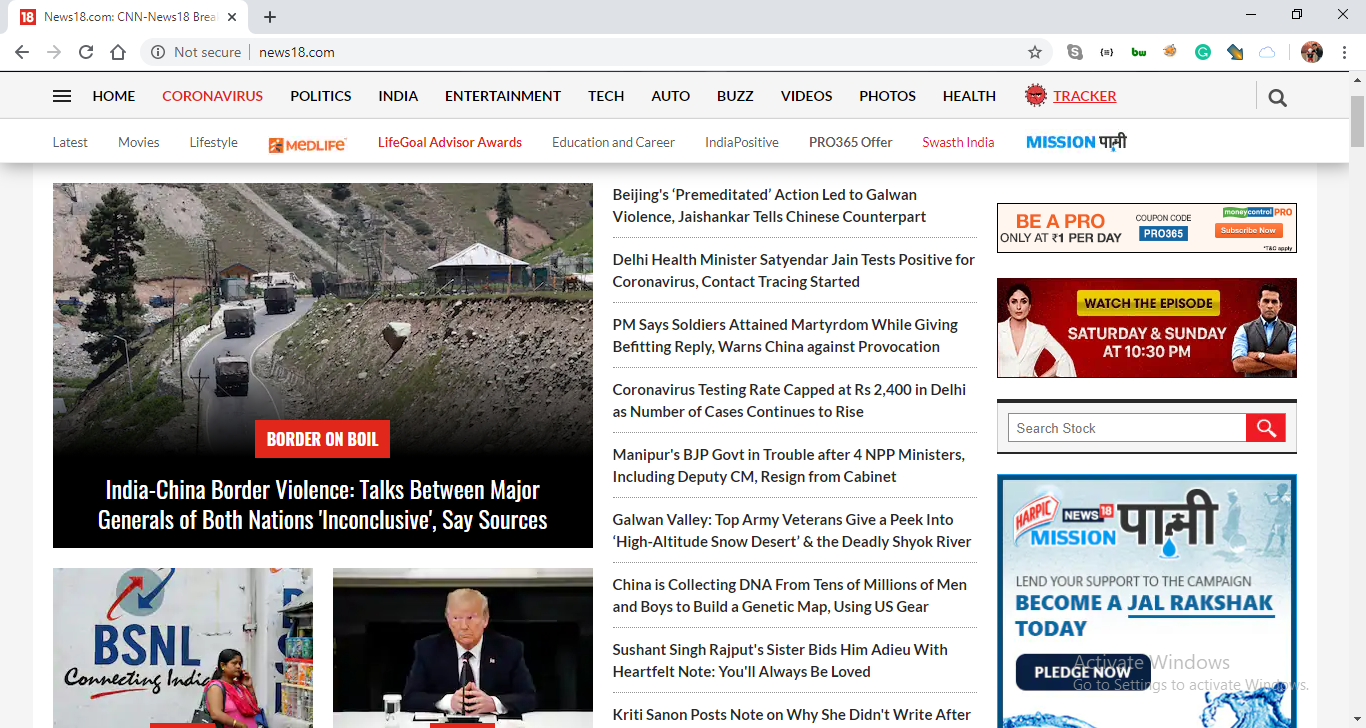 18 News18.com: CNN-News18 Brea
Not secure news18.com
HOME CORONAVIRUS POLITICS INDIA ENTERTAINMENT TECH AUTO BUZZ VIDEOS PHOTOS HEALTH TRACKER
Latest Movies Lifestyle MEDLIFE LifeGoal Advisor Awards Education and Career IndiaPositive PRO365 Offer Swasth India MISSION पानी
BORDER ON BOIL
India-China Border Violence: Talks Between Major
Generals of Both Nations 'Inconclusive', Say Sources
BSNL
Connecting India
Beijing's ‘Premeditated’ Action Led to Galwan
Violence, Jaishankar Tells Chinese Counterpart
Delhi Health Minister Satyendar Jain Tests Positive for
Coronavirus, Contact Tracing Started
PM Says Soldiers Attained Martyrdom While Giving
Befitting Reply, Warns China against Provocation
Coronavirus Testing Rate Capped at Rs 2,400 in Delhi
as Number of Cases Continues to Rise
Manipur's BJP Govt in Trouble after 4 NPP Ministers,
Including Deputy CM, Resign from Cabinet
Galwan Valley: Top Army Veterans Give a Peek Into
‘High-Altitude Snow Desert’ & the Deadly Shyok River
China is Collecting DNA From Tens of Millions of Men
and Boys to Build a Genetic Map, Using US Gear
Sushant Singh Rajput's Sister Bids Him Adieu With
Heartfelt Note: You'll Always Be Loved
Kriti Sanon Posts Note on Why She Didn't Write After
BE A PRO
ONLY AT ₹1 PER DAY
COUPON CODE
PRO365
moneycontrol PRO
Subscribe Now
*T&C apply
WATCH THE EPISODE
SATURDAY & SUNDAY
AT 10:30 PM
Search Stock
HARPIC NEWS18
MISSION पानी
LEND YOUR SUPPORT TO THE CAMPAIGN
BECOME A JAL RAKSHAK
TODAY
PLEDGE NOW
Activate Windows
Go to Settings to activate Windows.